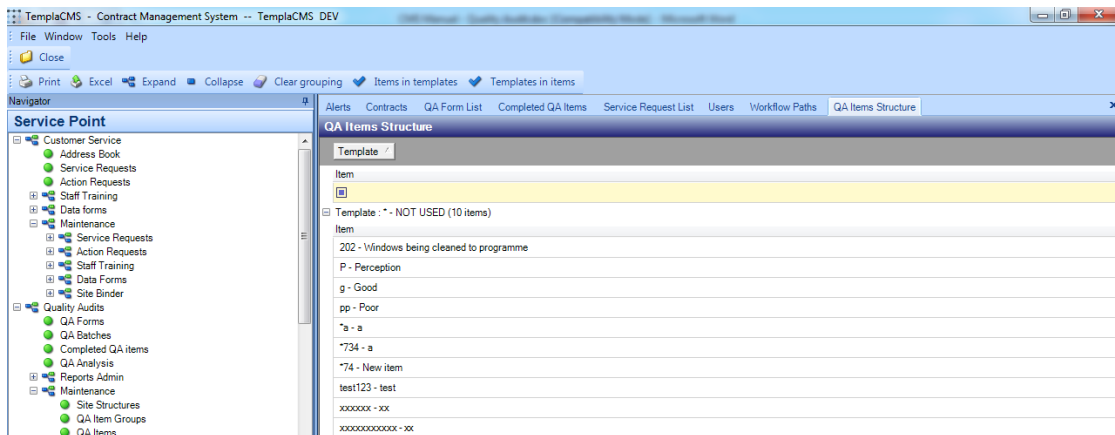 TemplaCMS - Contract Management System -- TemplaCMS DEV
File Window Tools Help
Close
Print Excel Expand Collapse Clear grouping Items in templates Templates in items
Navigator
Service Point
Customer Service
Address Book
Service Requests
Action Requests
Staff Training
Data forms
Maintenance
Service Requests
Action Requests
Staff Training
Data Forms
Site Binder
Quality Audits
QA Forms
QA Batches
Completed QA items
QA Analysis
Reports Admin
Maintenance
Site Structures
QA Item Groups
QA Items
Alerts Contracts QA Form List Completed QA Items Service Request List Users Workflow Paths QA Items Structure
QA Items Structure
Template
Item
Template : * - NOT USED (10 items)
Item
202 - Windows being cleaned to programme
P - Perception
g - Good
pp - Poor
*a - a
*734 - a
*74 - New item
test123 - test
xxxxxx - xx
xxxxxxxxxxx - xx